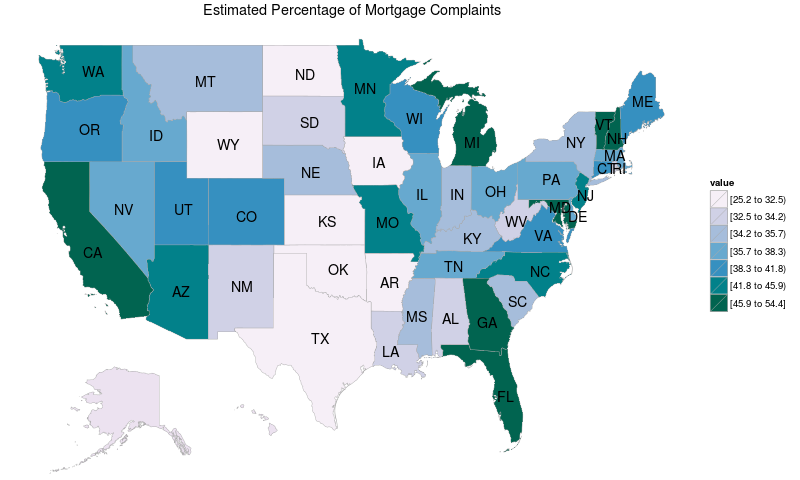 Estimated Percentage of Mortgage Complaints
WA
MT
ND
MN
ME
OR
ID
SD
WI
VT
NH
WY
MI
NY
MA
IA
CT
RI
NE
PA
NV
UT
CO
IL
IN
OH
NJ
KS
MO
WV
MD
DE
CA
KY
VA
AZ
NM
OK
TN
NC
AR
SC
TX
MS
AL
GA
LA
FL
value
[25.2 to 32.5)
[32.5 to 34.2)
[34.2 to 35.7)
[35.7 to 38.3)
[38.3 to 41.8)
[41.8 to 45.9)
[45.9 to 54.4]